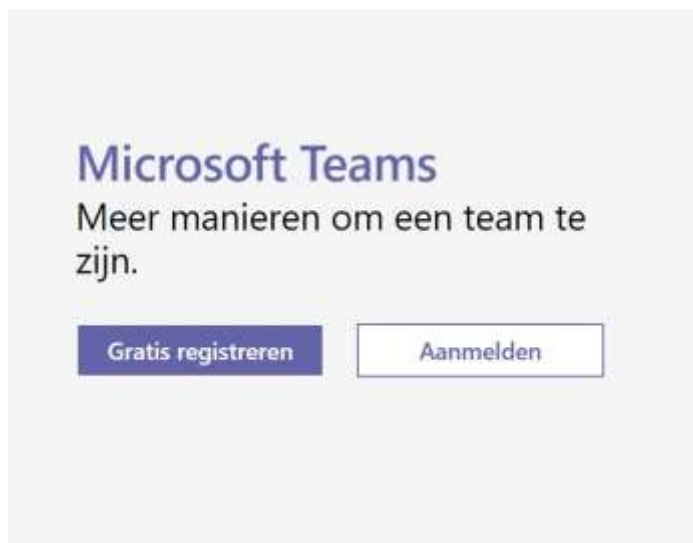 Microsoft Teams
Meer manieren om een team te
zijn.
Gratis registreren
Aanmelden